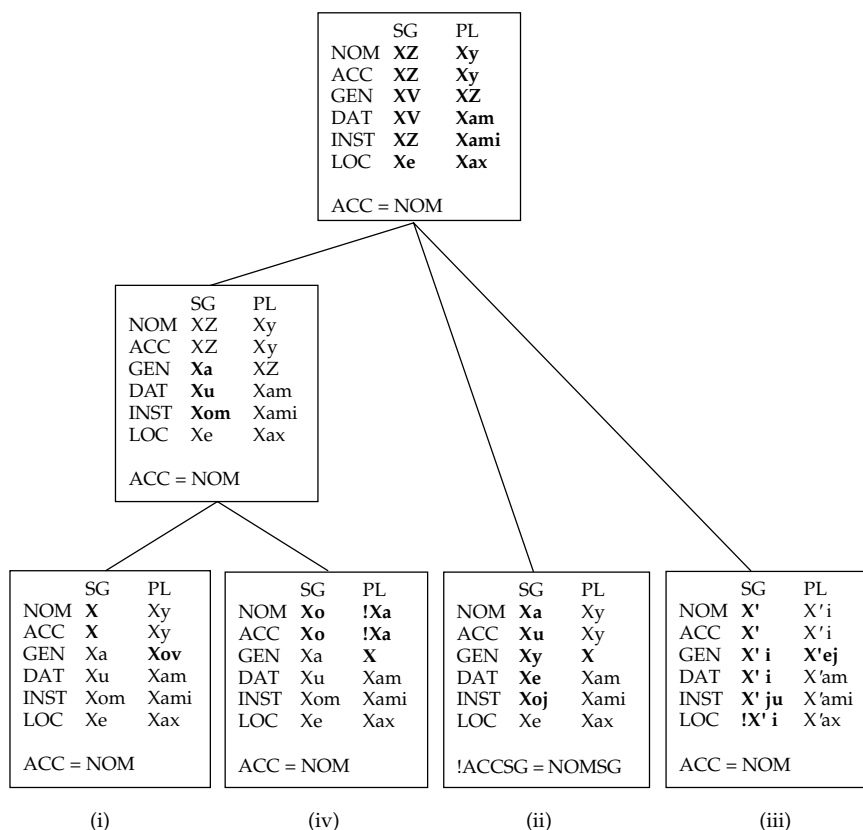 SG PL
NOM XZ Xy
ACC XZ Xy
GEN XV XZ
DAT XV Xam
INST XZ Xami
LOC Xe Xax
ACC = NOM
SG PL
NOM XZ Xy
ACC XZ Xy
GEN Xa XZ
DAT Xu Xam
INST Xom Xami
LOC Xe Xax
ACC = NOM
SG PL
NOM X Xy
ACC X Xy
GEN Xa Xov
DAT Xu Xam
INST Xom Xami
LOC Xe Xax
ACC = NOM
(i)
SG PL
NOM Xo !Xa
ACC Xo !Xa
GEN Xa X
DAT Xu Xam
INST Xom Xami
LOC Xe Xax
ACC = NOM
(iv)
SG PL
NOM Xa Xy
ACC Xu Xy
GEN Xy X
DAT Xe Xam
INST Xoj Xami
LOC Xe Xax
!ACCSG = NOMSG
(ii)
SG PL
NOM X' X' i
ACC X' X' i
GEN X' i X'ej
DAT X' i X'am
INST X' ju X'ami
LOC !X' i X'ax
ACC = NOM
(iii)